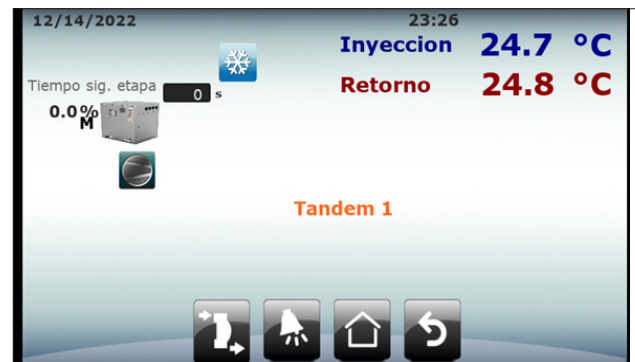 12/14/2022
23:26
Inyeccion 24.7 °C
Retorno 24.8 °C
Tiempo sig. etapa 0 s
0.0%
M
Tandem 1